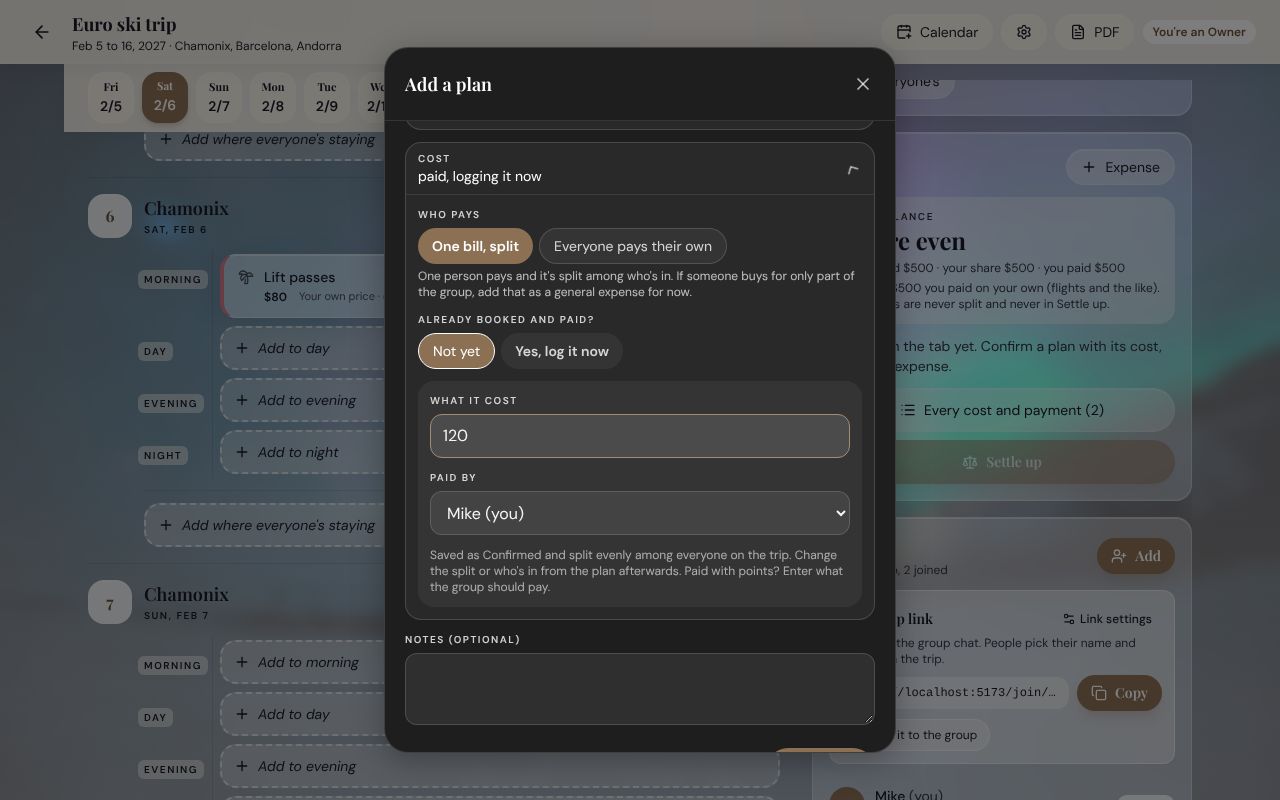 Euro ski trip
Feb 5 to 16, 2027 · Chamonix, Barcelona, Andorra
Calendar
PDF
You're an Owner
Fri
2/5
Sat
2/6
Sun
2/7
Mon
2/8
Tue
2/9
Add where everyone's staying
6
Chamonix
SAT, FEB 6
MORNING
Lift passes
$80 Your own price
DAY
Add to day
EVENING
Add to evening
NIGHT
Add to night
Add where everyone's staying
7
Chamonix
SUN, FEB 7
MORNING
Add to morning
DAY
Add to day
EVENING
Add to evening
Add a plan
COST
paid, logging it now
WHO PAYS
One bill, split
Everyone pays their own
One person pays and it's split among who's in. If someone buys for only part of
the group, add that as a general expense for now.
ALREADY BOOKED AND PAID?
Not yet
Yes, log it now
WHAT IT COST
120
PAID BY
Mike (you)
Saved as Confirmed and split evenly among everyone on the trip. Change
the split or who's in from the plan afterwards. Paid with points? Enter what
the group should pay.
NOTES (OPTIONAL)
Expense
even
$500 · your share $500 · you paid $500
$500 you paid on your own (flights and the like).
are never split and never in Settle up.
the tab yet. Confirm a plan with its cost,
expense.
Every cost and payment (2)
Settle up
2 joined
Add
link
Link settings
the group chat. People pick their name and
the trip.
/localhost:5173/join/…
Copy
it to the group
Mike (you)